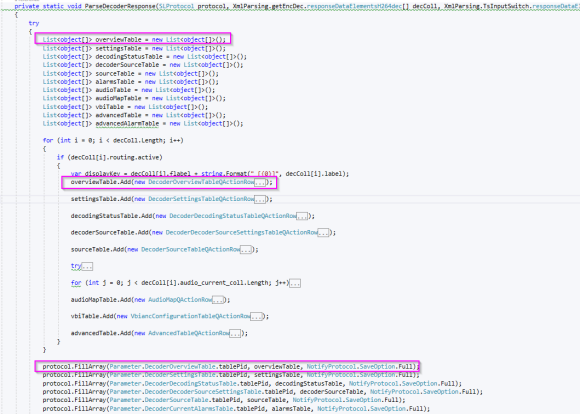 private static void ParseDecoderResponse(SLProtocol protocol, XmlParsing.getEncDec.responseDataElementsH264dec[] decColl, XmlParsing.TsInputSwitch.responseDataEl
{
try
{
List<object[]> overviewTable = new List<object[]>();
List<object[]> settingsTable = new List<object[]>();
List<object[]> decodingStatusTable = new List<object[]>();
List<object[]> decoderSourceTable = new List<object[]>();
List<object[]> sourceTable = new List<object[]>();
List<object[]> alarmsTable = new List<object[]>();
List<object[]> audioTable = new List<object[]>();
List<object[]> audioMapTable = new List<object[]>();
List<object[]> vbiTable = new List<object[]>();
List<object[]> advancedTable = new List<object[]>();
List<object[]> advancedAlarmTable = new List<object[]>();
for (int i = 0; i < decColl.Length; i++)
{
if (decColl[i].routing.active)
{
var displayKey = decColl[i].flabel = string.Format(" [{0}]", decColl[i].label);
overviewTable.Add(new DecoderOverviewTableQActionRow...);
settingsTable.Add(new DecoderSettingsTableQActionRow...);
decodingStatusTable.Add(new DecoderDecodingStatusTableQActionRow...);
decoderSourceTable.Add(new DecoderDecoderSourceSettingsTableQActionRow...);
sourceTable.Add(new DecoderSourceTableQActionRow...);
try...
for (int j = 0; j < decColl[i].audio_current_coll.Length; j++)...
audioMapTable.Add(new AudioMapQActionRow...);
vbiTable.Add(new VbiencConfigurationTableQActionRow...);
advancedTable.Add(new AdvancedTableQActionRow...);
}
}
protocol.FillArray(Parameter.DecoderOverviewTable.tablePid, overviewTable, NotifyProtocol.SaveOption.Full);
protocol.FillArray(Parameter.DecoderSettingsTable.tablePid, settingsTable, NotifyProtocol.SaveOption.Full);
protocol.FillArray(Parameter.DecoderDecodingStatusTable.tablePid, decodingStatusTable, NotifyProtocol.SaveOption.Full);
protocol.FillArray(Parameter.DecoderDecoderSourceSettingsTable.tablePid, decoderSourceTable, NotifyProtocol.SaveOption.Full);
protocol.FillArray(Parameter.DecoderSourceTable.tablePid, sourceTable, NotifyProtocol.SaveOption.Full);
protocol.FillArray(Parameter.DecoderCurrentAlarmsTable.tablePid, alarmsTable, NotifyProtocol.SaveOption.Full);